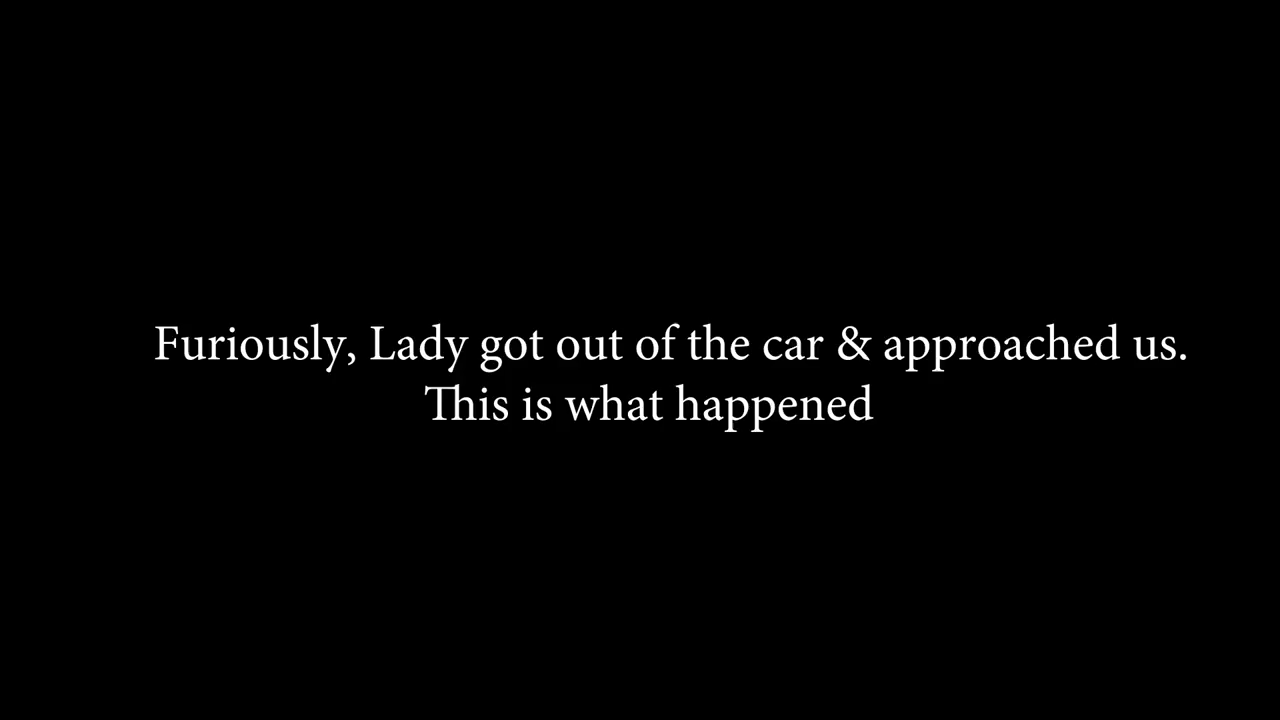 Furiously, Lady got out of the car & approached us.
This is what happened